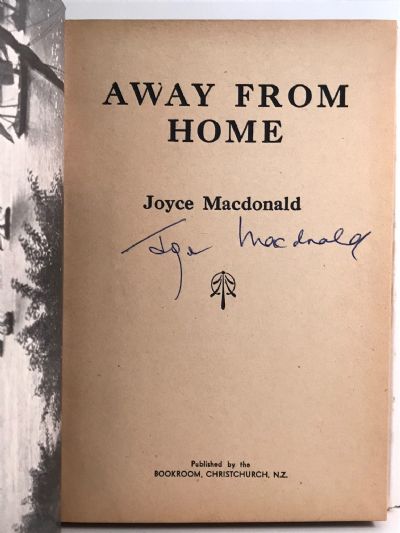 AWAY FROM
HOME
Joyce Macdonald
Joyce Macdonald
Published by the
BOOKROOM, CHRISTCHURCH, N.Z.